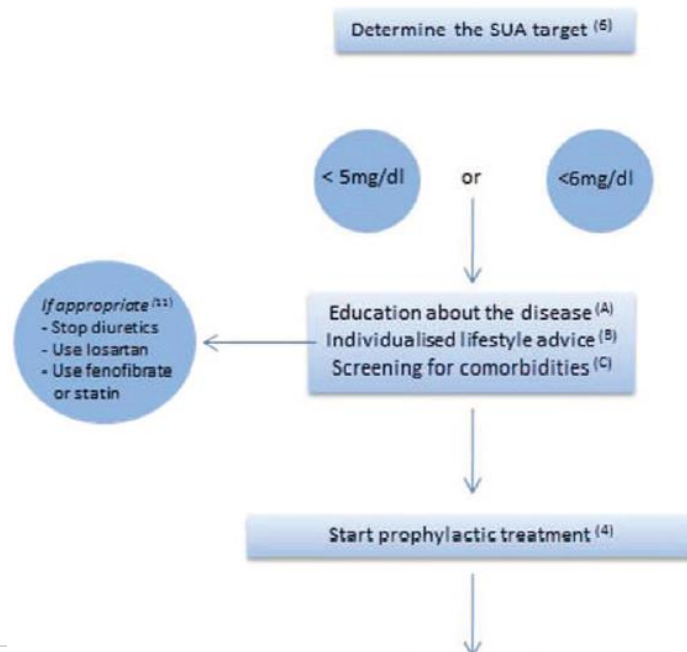 Determine the SUA target (6)
< 5mg/dl or <6mg/dl
If appropriate (11)
- Stop diuretics
- Use losartan
- Use fenofibrate
or statin
Education about the disease (A)
Individualised lifestyle advice (B)
Screening for comorbidities (C)
Start prophylactic treatment (4)